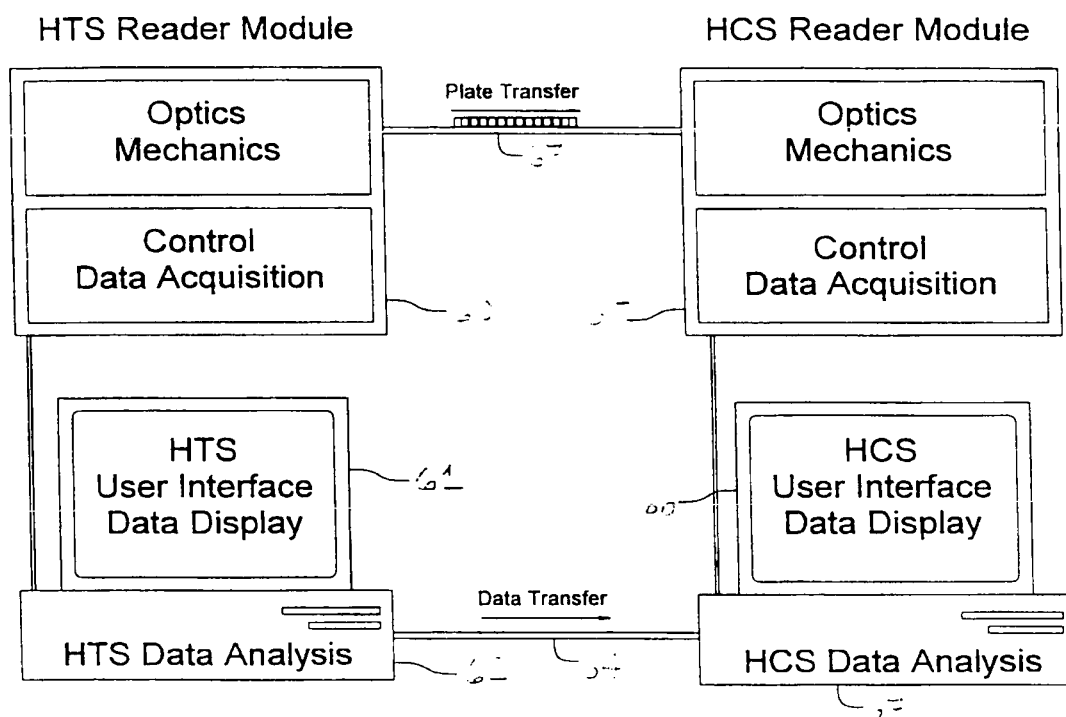 HTS Reader Module
HCS Reader Module
Optics
Mechanics
Control
Data Acquisition
Plate Transfer
Optics
Mechanics
Control
Data Acquisition
HTS
User Interface
Data Display
HCS
User Interface
Data Display
HTS Data Analysis
Data Transfer
HCS Data Analysis